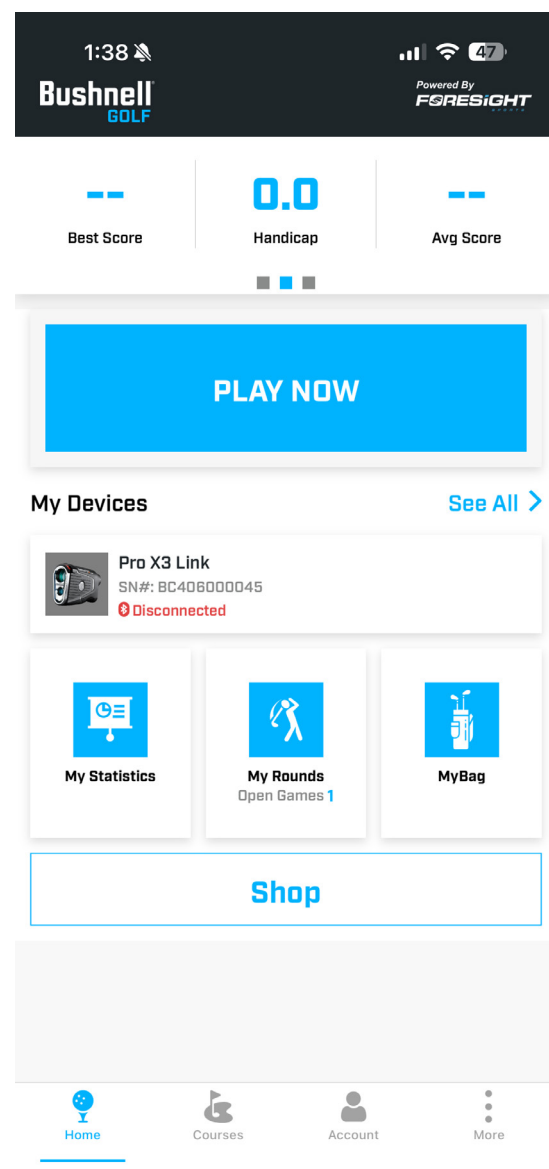 1:38
47
Bushnell
GOLF
Powered By
FORESiGHT
SPORTS
--
0.0
--
Best Score
Handicap
Avg Score
PLAY NOW
My Devices
See All
Pro X3 Link
SN#: BC406000045
Disconnected
My Statistics
My Rounds
Open Games 1
MyBag
Shop
Home
Courses
Account
More